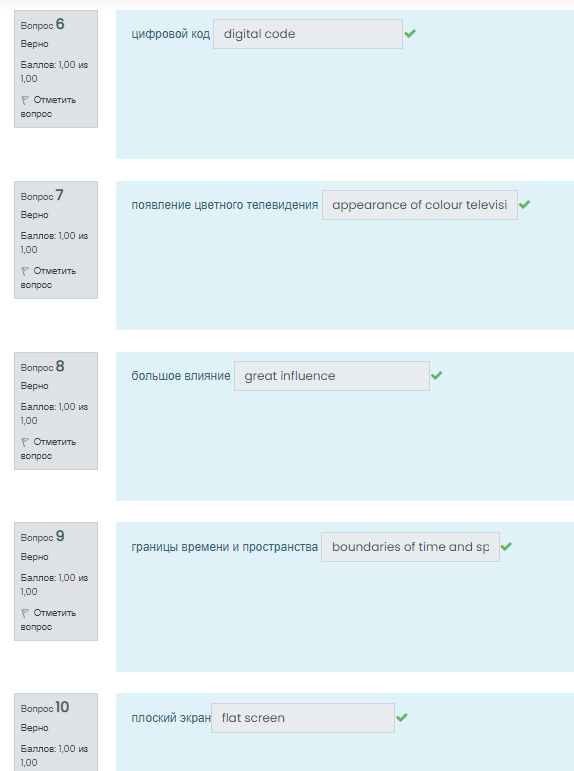 Вопрос 6
Верно
Баллов: 1,00 из
1,00
Отметить
вопрос
цифровой код digital code
Вопрос 7
Верно
Баллов: 1,00 из
1,00
Отметить
вопрос
появление цветного телевидения appearance of colour televisi
Вопрос 8
Верно
Баллов: 1,00 из
1,00
Отметить
вопрос
большое влияние great influence
Вопрос 9
Верно
Баллов: 1,00 из
1,00
Отметить
вопрос
границы времени и пространства boundaries of time and sp
Вопрос 10
Верно
Баллов: 1,00 из
1,00
плоский экран flat screen